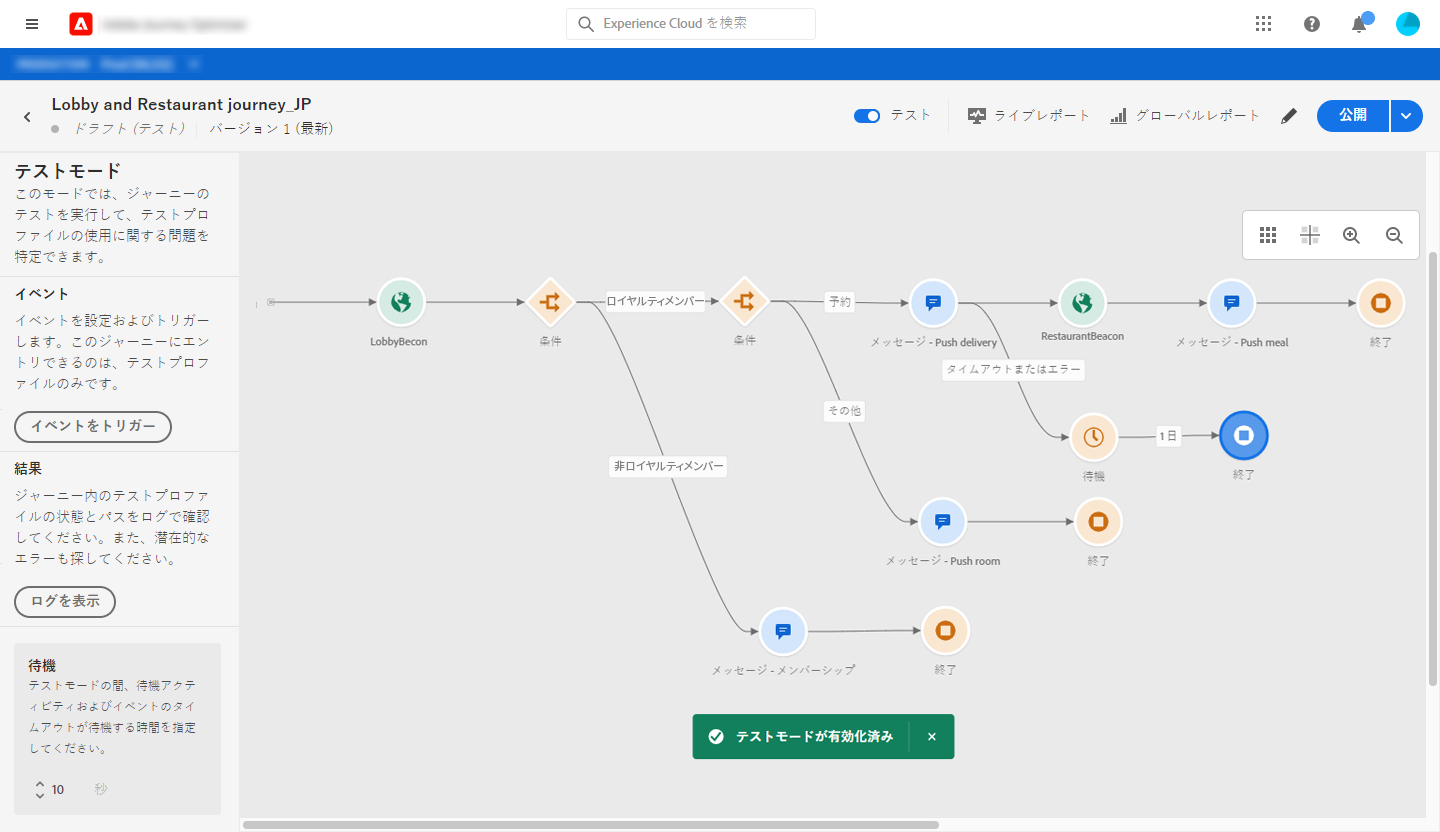 Experience Cloud を検索
Lobby and Restaurant journey_JP
ドラフト (テスト)
バージョン 1 (最新)
テスト
ライブレポート
グローバルレポート
公開
テストモード
このモードでは、ジャーニーの
テストを実行して、テストプロ
ファイルの使用に関する問題を
特定できます。
イベント
イベントを設定およびトリガー
します。このジャーニーにエント
リできるのは、テストプロフ
ァイルのみです。
イベントをトリガー
結果
ジャーニー内のテストプロファ
イルの状態とパスをログで確認
してください。また、潜在的な
エラーも探してください。
ログを表示
待機
テストモードの間、待機アクテ
ィビティおよびイベントのタイ
ムアウトが待機する時間を指定
してください。
10 秒
LobbyBecon
条件
ロイヤルティメンバー
条件
予約
メッセージ - Push delivery
RestaurantBeacon
メッセージ - Push meal
終了
タイムアウトまたはエラー
その他
待機
1 日
終了
非ロイヤルティメンバー
メッセージ - Push room
終了
メッセージ - メンバーシップ
終了
テストモードが有効化済み